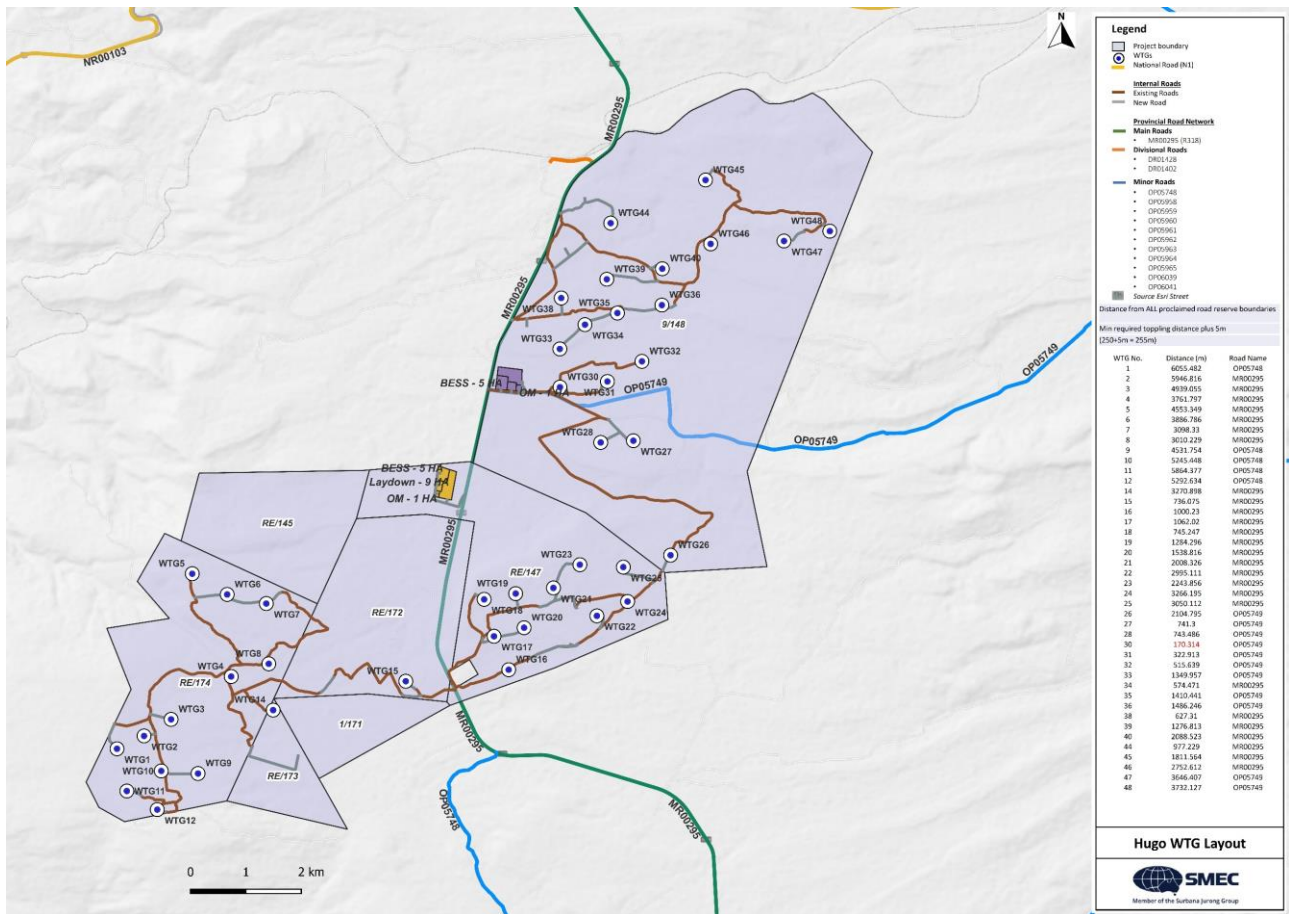 NR00103
MR00295
N
WTG45
WTG44
WTG48
WTG46
WTG47
WTG40
WTG39
MR00295
WTG36
WTG38
WTG35
9/148
WTG33
WTG34
WTG32
BESS - 5 HA
WTG30
OM - 1 HA
WTG31
OP05749
OP05749
OP05749
WTG28
WTG27
BESS - 5 HA
Laydown - 9 HA
OM - 1 HA
RE/145
MR00295
WTG26
WTG23
WTG5
RE/147
WTG25
WTG6
WTG19
WTG7
RE/172
WTG18
WTG21
WTG24
WTG20
WTG22
WTG17
WTG8
WTG16
WTG4
WTG15
RE/174
WTG14
WTG3
1/171
MR00295
WTG2
WTG1
WTG10
WTG9
RE/173
WTG11
WTG12
OP05748
MR00295
0 1 2 km
Legend
Project boundary
WTGs
National Road (N1)
Internal Roads
Existing Roads
New Road
Provincial Road Network
Main Roads
• MR00295 (R318)
Divisional Roads
• DR01428
• DR01402
Minor Roads
• OP05748
• OP05958
• OP05959
• OP05960
• OP05961
• OP05962
• OP05963
• OP05964
• OP05965
• OP06039
• OP06041
Source Esri Street
Distance from ALL proclaimed road reserve boundaries
Min required toppling distance plus 5m
(250+5m = 255m)
WTG No. Distance (m) Road Name
1 6055.482 OP05748
2 5946.816 MR00295
3 4939.055 MR00295
4 3761.797 MR00295
5 4553.349 MR00295
6 3886.786 MR00295
7 3098.33 MR00295
8 3010.229 MR00295
9 4531.754 OP05748
10 5245.448 OP05748
11 5864.377 OP05748
12 5292.634 OP05748
14 3270.898 MR00295
15 736.075 MR00295
16 1000.23 MR00295
17 1062.02 MR00295
18 745.247 MR00295
19 1284.296 MR00295
20 1538.816 MR00295
21 2008.326 MR00295
22 2995.111 MR00295
23 2243.856 MR00295
24 3266.195 MR00295
25 3050.112 MR00295
26 2104.795 OP05749
27 741.3 OP05749
28 743.486 OP05749
30 170.314 OP05749
31 322.913 OP05749
32 515.639 OP05749
33 1349.957 OP05749
34 574.471 MR00295
35 1410.441 OP05749
36 1486.246 OP05749
38 627.31 MR00295
39 1276.813 MR00295
40 2088.523 MR00295
44 977.229 MR00295
45 1811.564 MR00295
46 2752.612 MR00295
47 3646.407 OP05749
48 3732.127 OP05749
Hugo WTG Layout
SMEC
Member of the Surbana Jurong Group